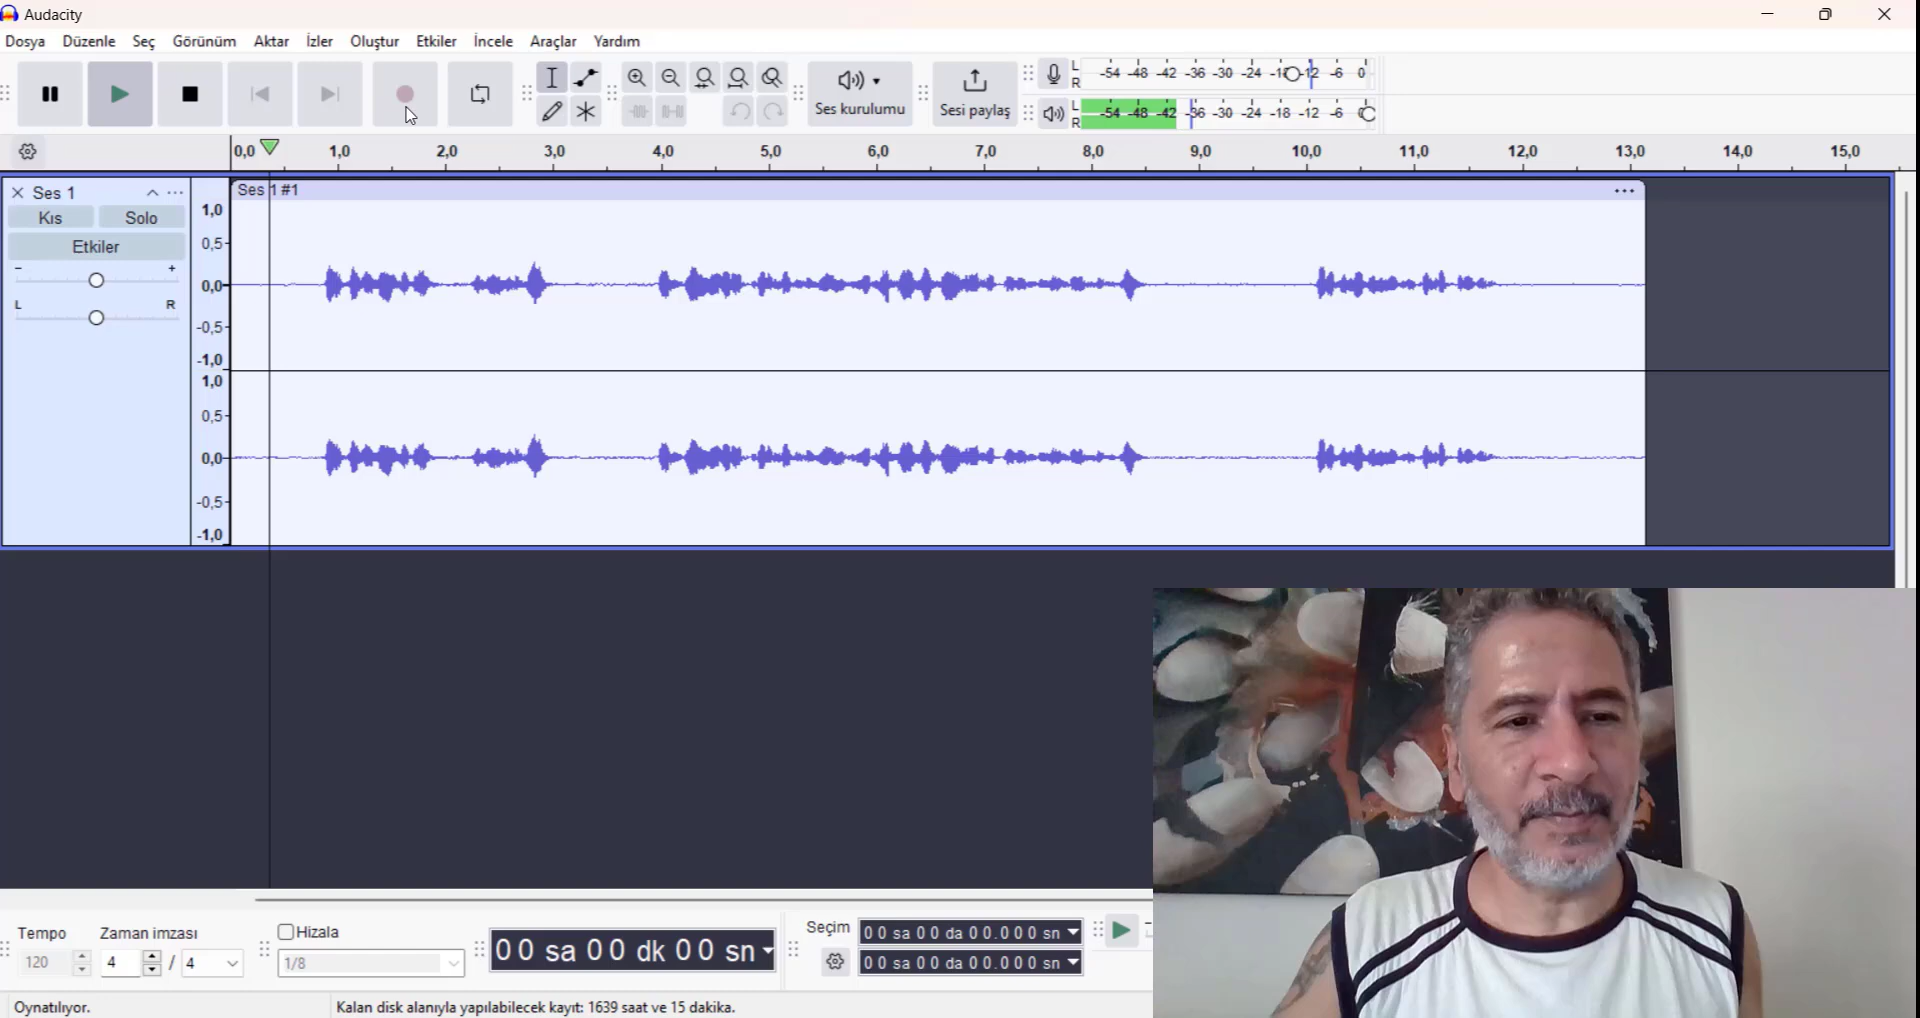 Audacity
Dosya Düzenle Seç Görünüm Aktar İzler Oluştur Etkiler İncele Araçlar Yardım
Ses kurulumu
Sesi paylaş
L
R
-54 -48 -42 -36 -30 -24 -12 -6 0
L
R
-54 -48 -42 -36 -30 -24 -18 -12 -6
0,0 1,0 2,0 3,0 4,0 5,0 6,0 7,0 8,0 9,0 10,0 11,0 12,0 13,0 14,0 15,0
Ses 1
Ses 1 #1
Kıs Solo
Etkiler
- +
L R
1,0
0,5
0,0
-0,5
-1,0
1,0
0,5
0,0
-0,5
-1,0
Tempo Zaman imzası
120 4 / 4
Hizala
1/8
00 sa 00 dk 00 sn
Seçim
00 sa 00 da 00.000 sn
00 sa 00 da 00.000 sn
Oynatılıyor.
Kalan disk alanıyla yapılabilecek kayıt: 1639 saat ve 15 dakika.